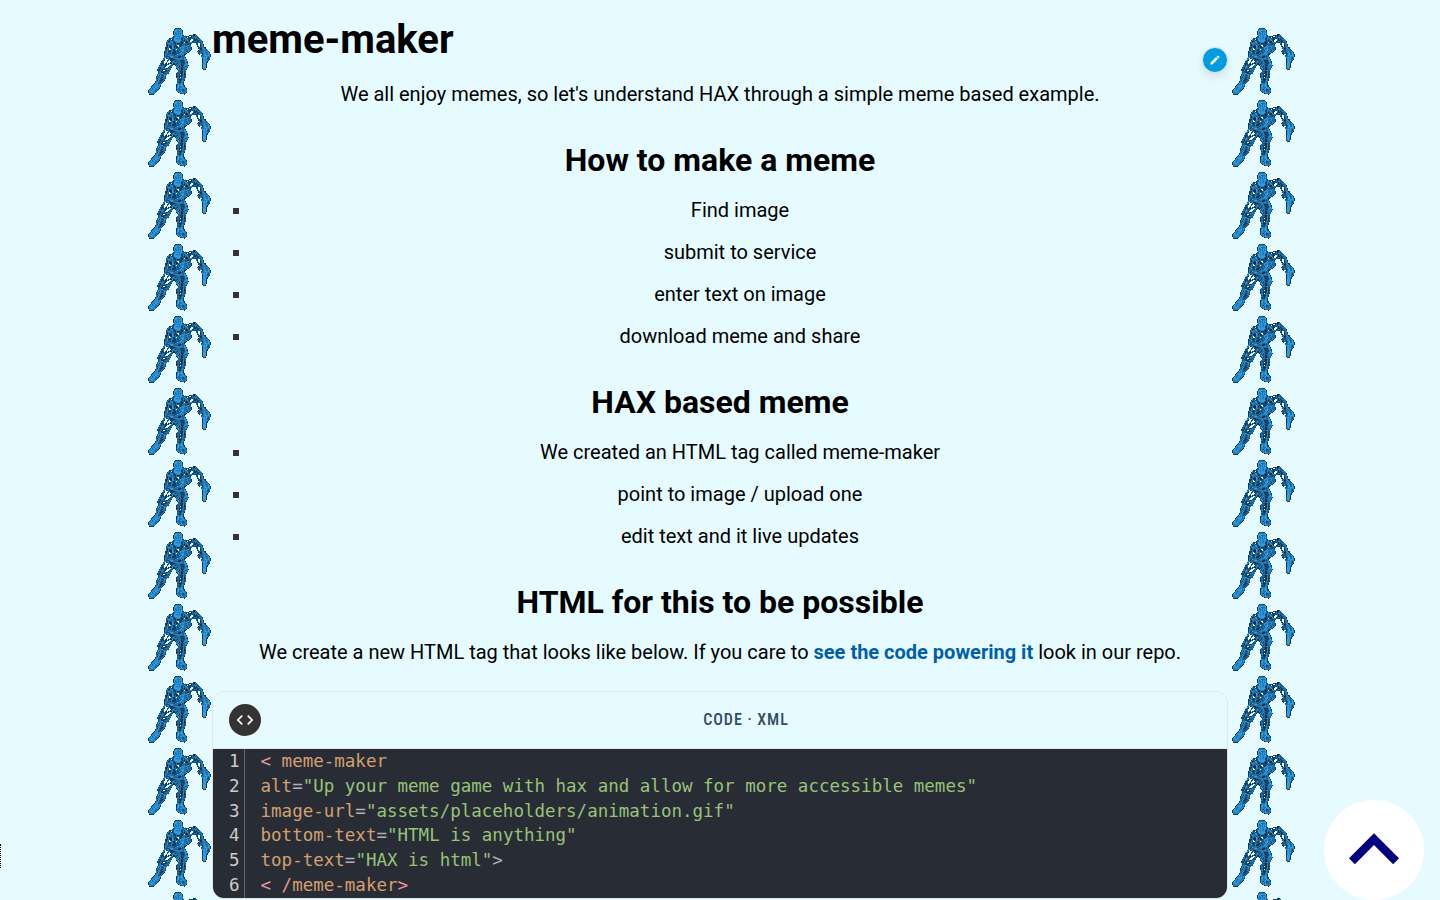 meme-maker
We all enjoy memes, so let's understand HAX through a simple meme based example.
How to make a meme
Find image
submit to service
enter text on image
download meme and share
HAX based meme
We created an HTML tag called meme-maker
point to image / upload one
edit text and it live updates
HTML for this to be possible
We create a new HTML tag that looks like below. If you care to see the code powering it look in our repo.
CODE · XML
1 < meme-maker
2 alt="Up your meme game with hax and allow for more accessible memes"
3 image-url="assets/placeholders/animation.gif"
4 bottom-text="HTML is anything"
5 top-text="HAX is html">
6 < /meme-maker>